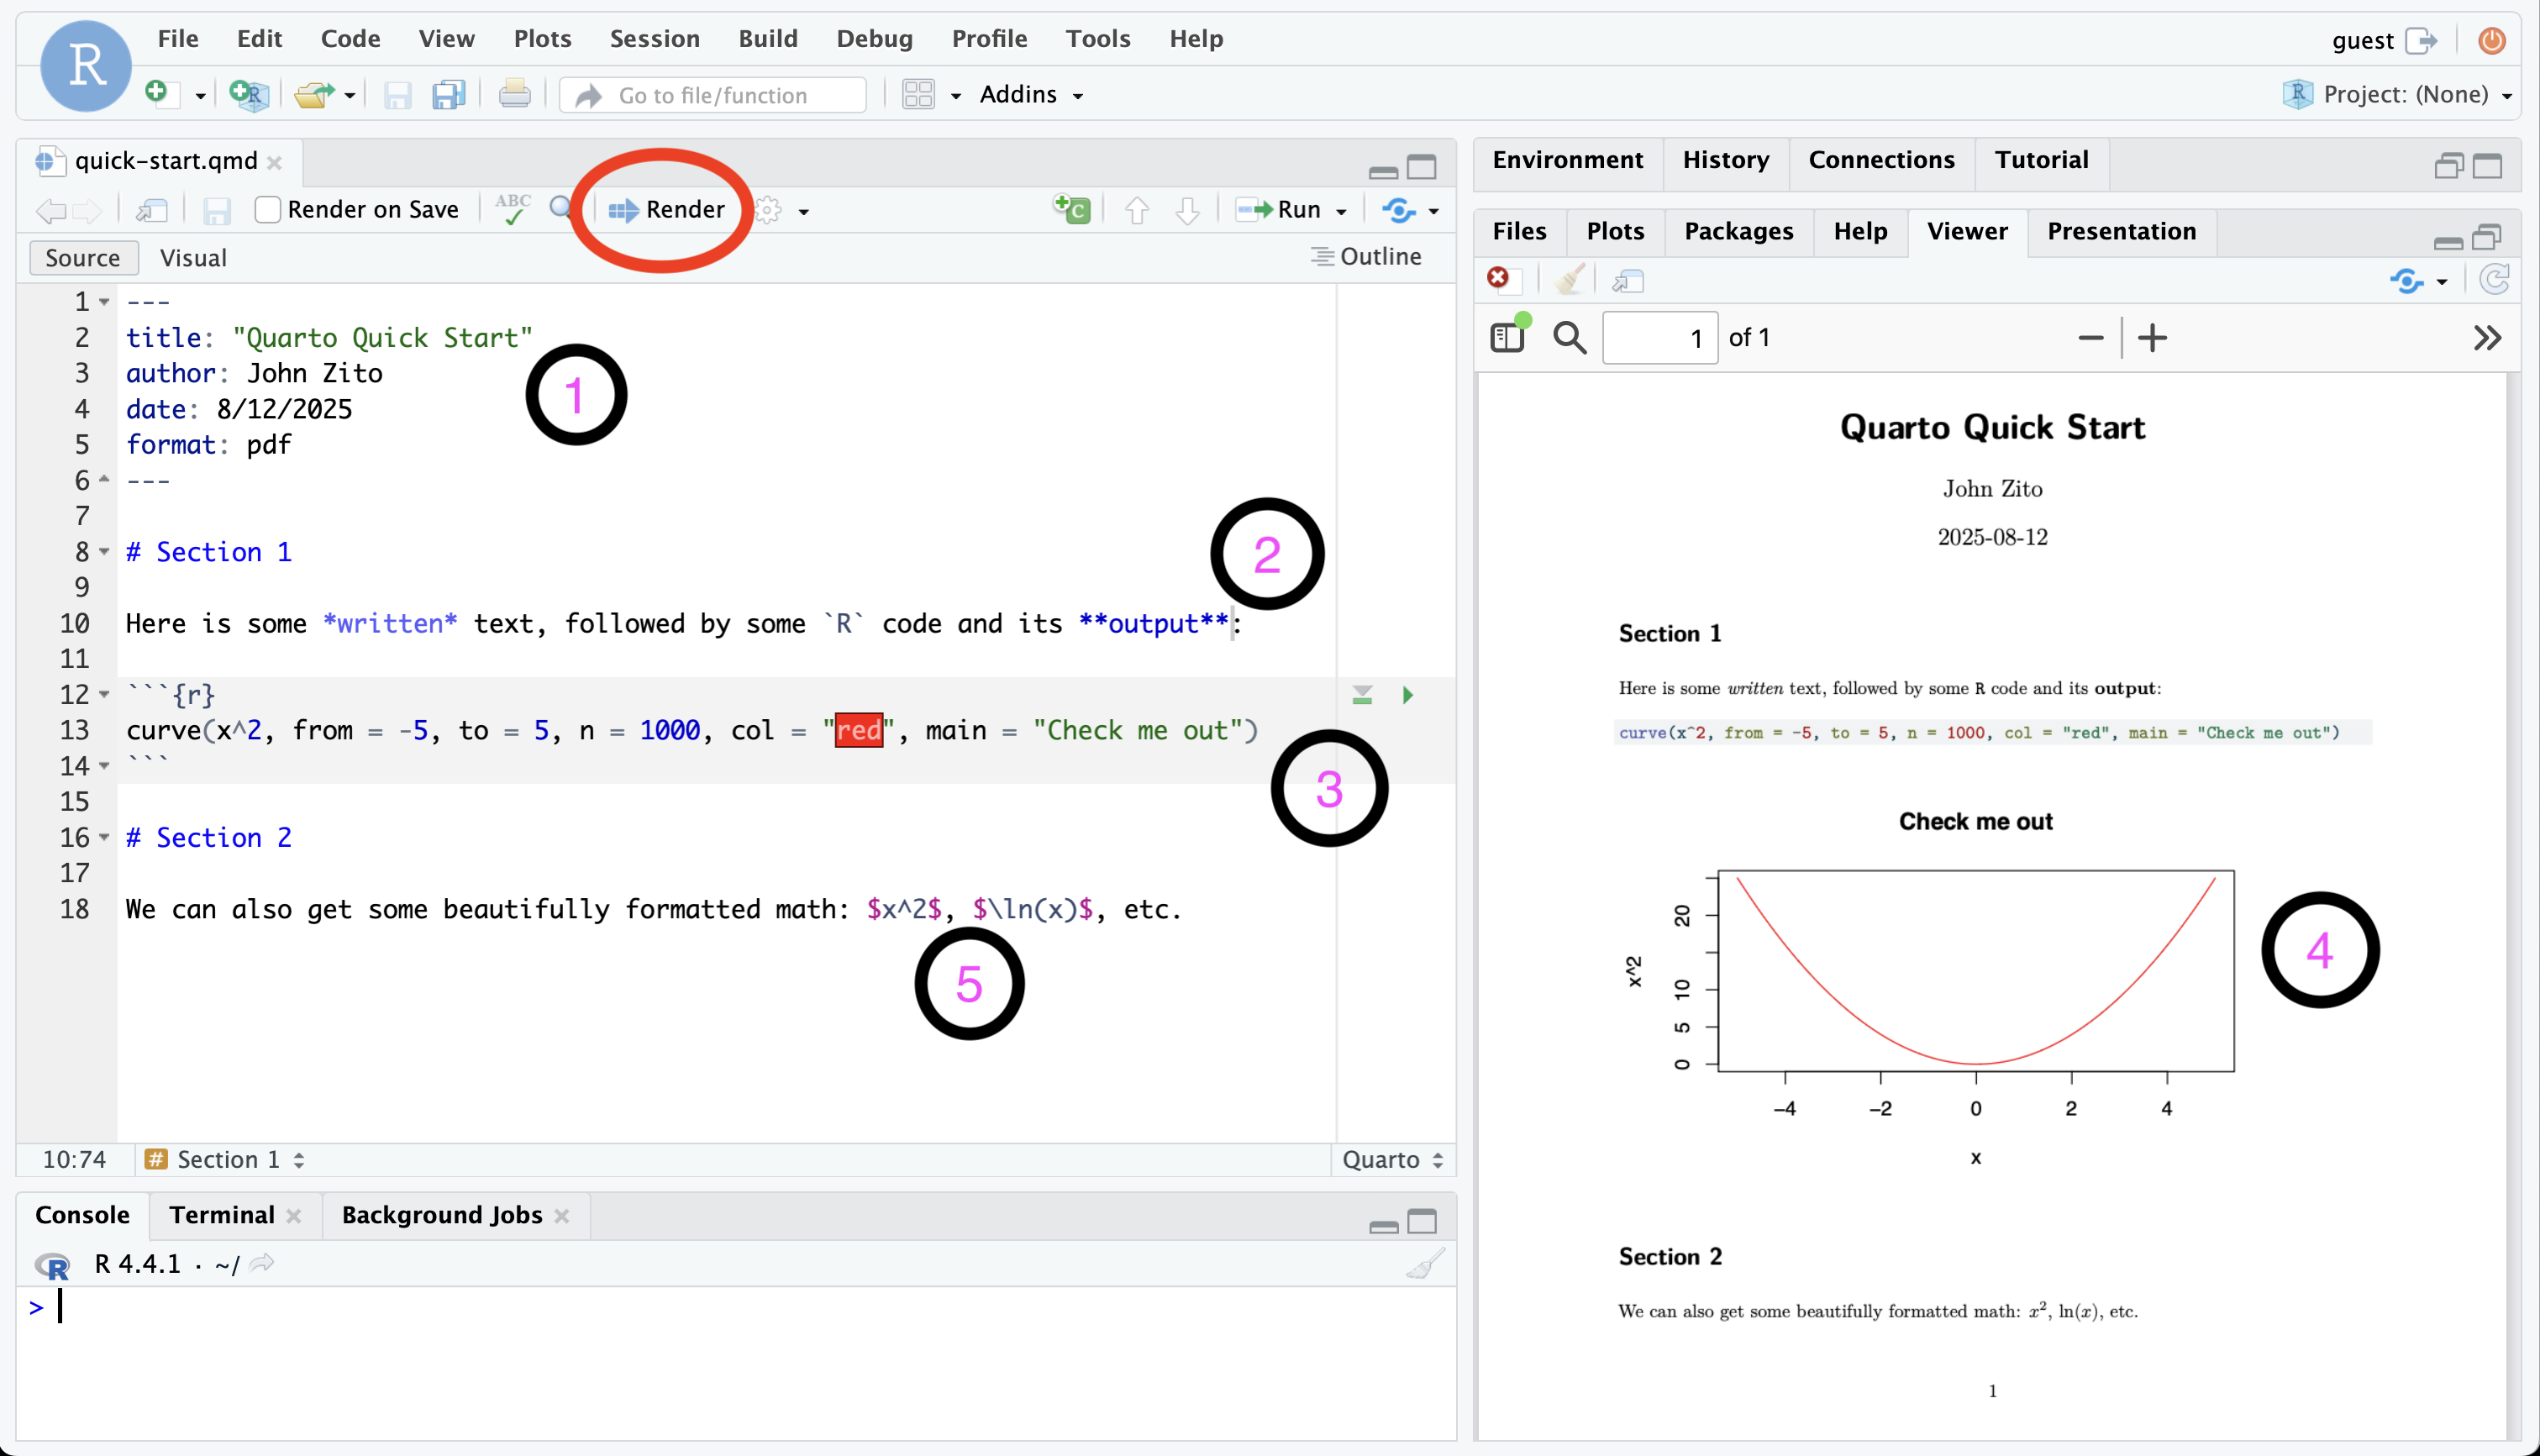 R File Edit Code View Plots Session Build Debug Profile Tools Help guest
R Go to file/function Addins R Project: (None)
quick-start.qmd
Render on Save ABC Render C Run
Source Visual Outline
1 ---
2 title: "Quarto Quick Start"
3 author: John Zito
4 date: 8/12/2025
5 format: pdf
6 ---
7
8 # Section 1
9
10 Here is some *written* text, followed by some `R` code and its **output**:
11
12 ```{r}
13 curve(x^2, from = -5, to = 5, n = 1000, col = "red", main = "Check me out")
14 ```
15
16 # Section 2
17
18 We can also get some beautifully formatted math: $x^2$, $\ln(x)$, etc.
1
2
3
5
10:74 # Section 1 Quarto
Console Terminal Background Jobs
R R 4.4.1 · ~/
>
Environment History Connections Tutorial
Files Plots Packages Help Viewer Presentation
1 of 1
Quarto Quick Start
John Zito
2025-08-12
Section 1
Here is some written text, followed by some R code and its output:
curve(x^2, from = -5, to = 5, n = 1000, col = "red", main = "Check me out")
Check me out
x^2
20
10
5
0
−4 −2 0 2 4
x
4
Section 2
We can also get some beautifully formatted math: x², ln(x), etc.
1